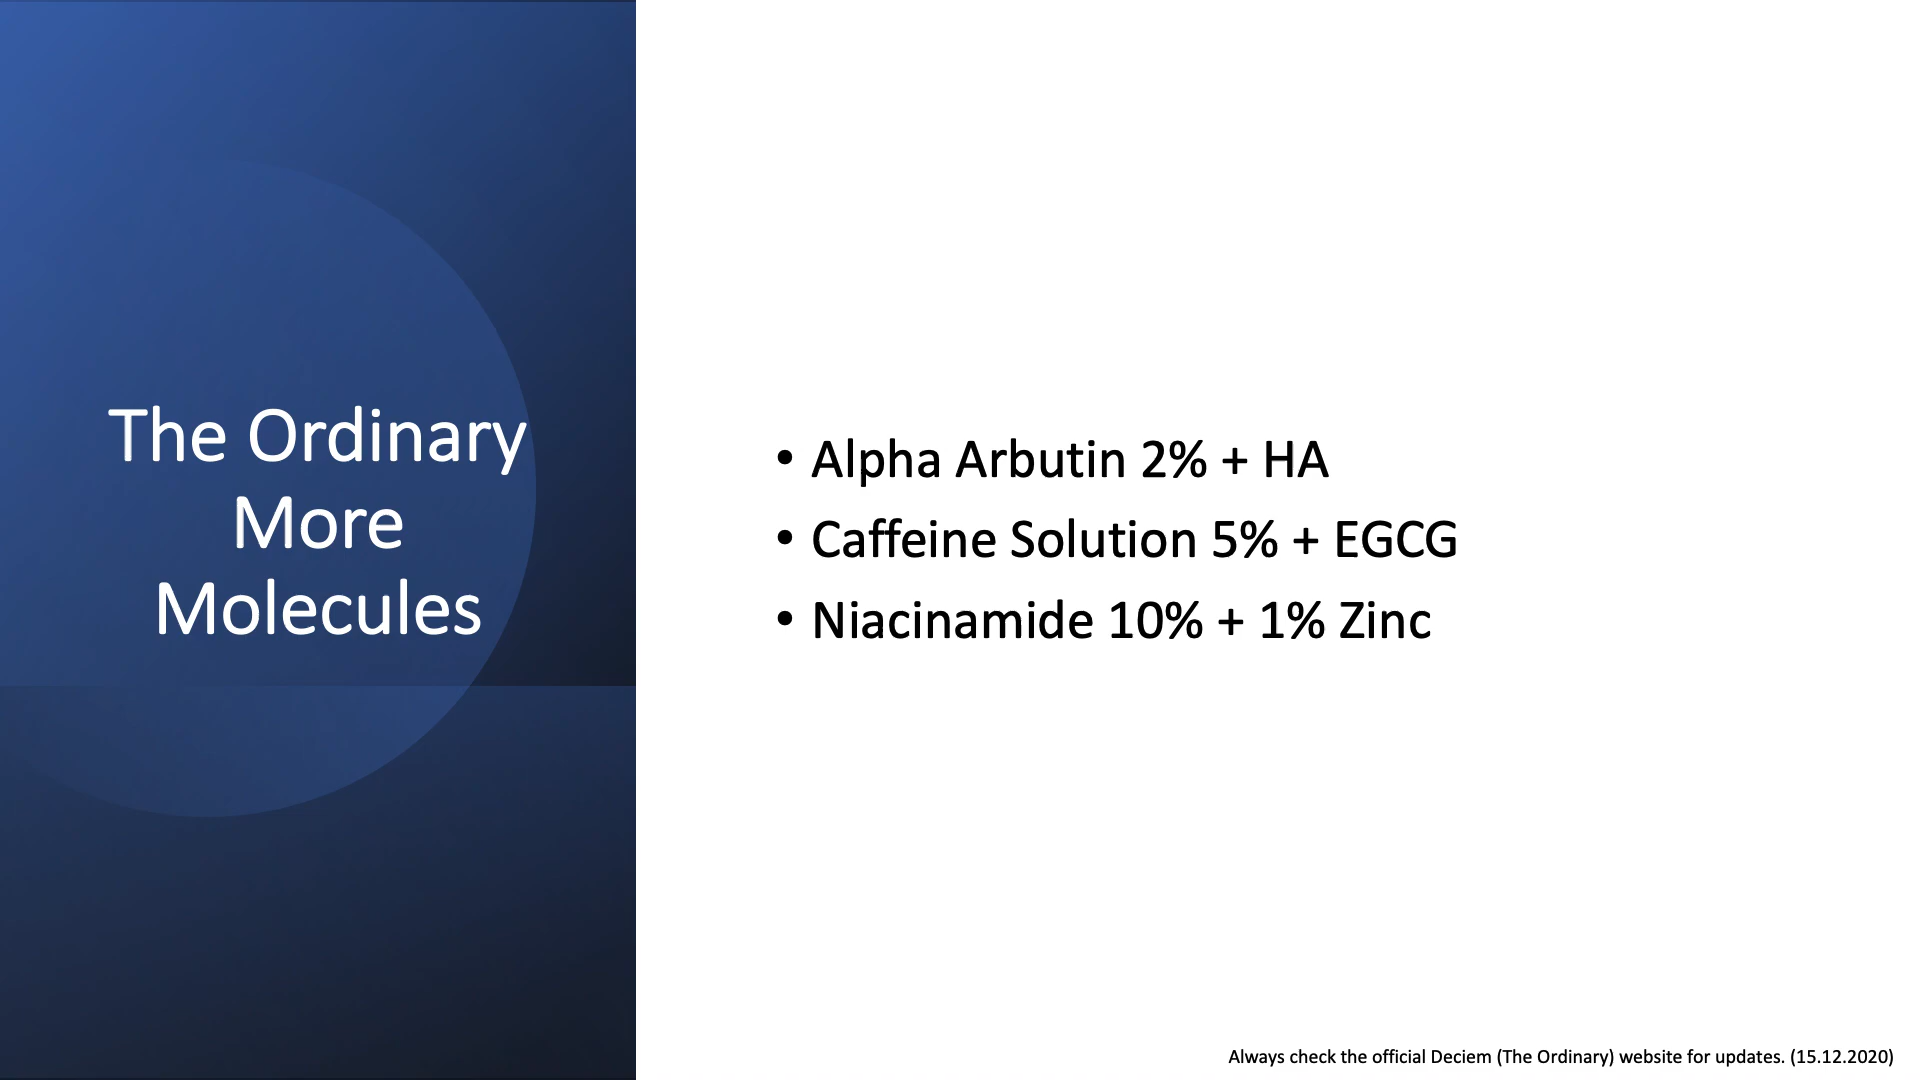 The Ordinary
More
Molecules
• Alpha Arbutin 2% + HA
• Caffeine Solution 5% + EGCG
• Niacinamide 10% + 1% Zinc
Always check the official Deciem (The Ordinary) website for updates. (15.12.2020)